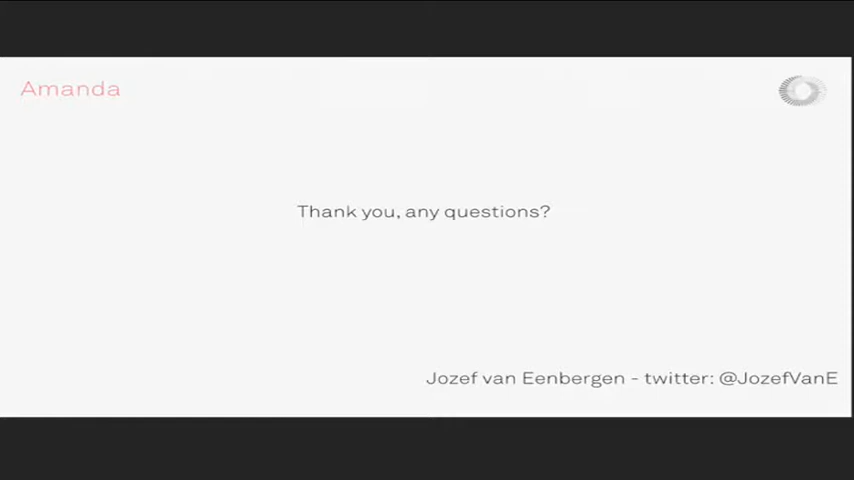 Amanda
Thank you, any questions?
Jozef van Eenbergen - twitter: @JozefVanE